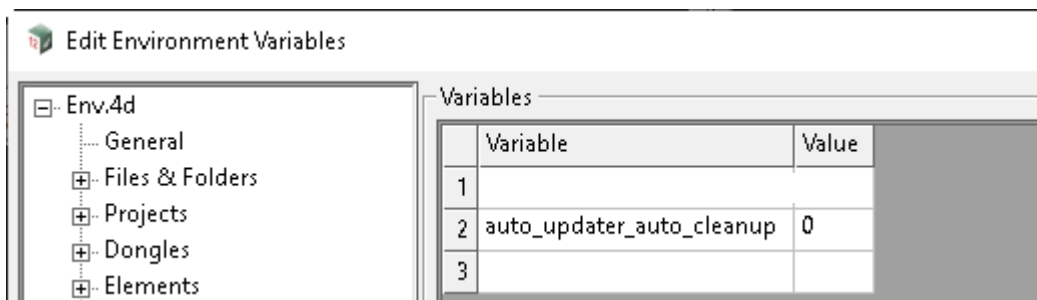 Edit Environment Variables
Env.4d
General
Files & Folders
Projects
Dongles
Elements
Variables
Variable Value
1
2 auto_updater_auto_cleanup 0
3